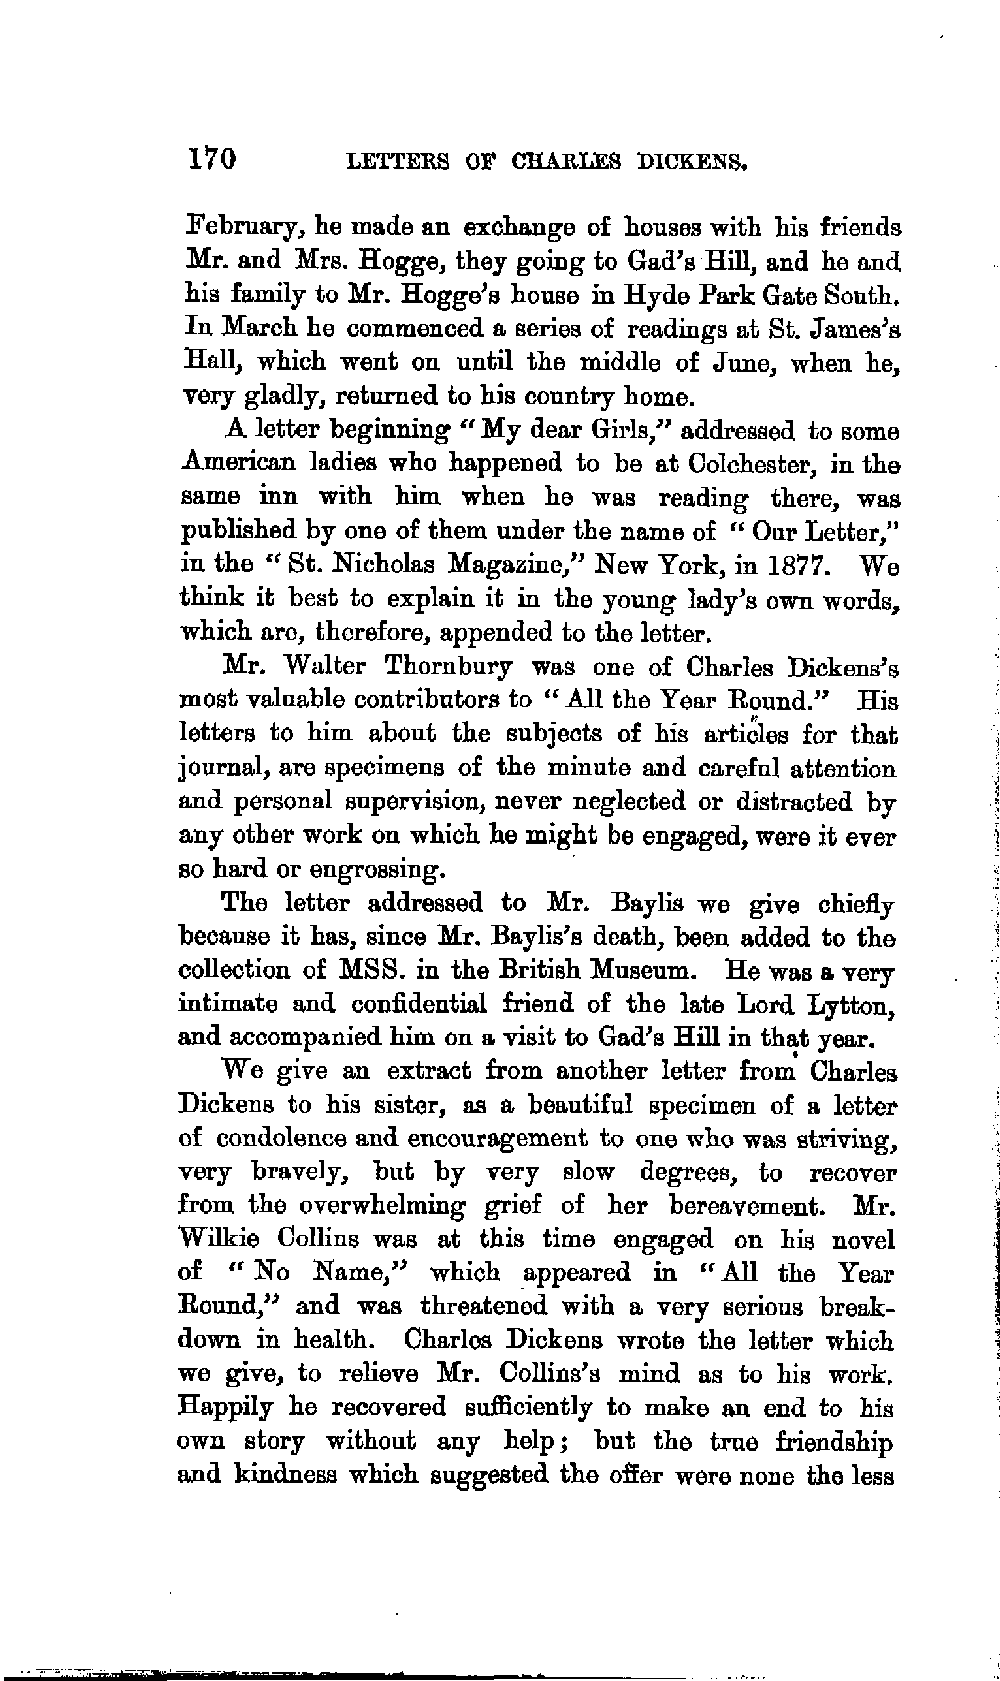 170 LETTERS OF CHARLES DICKENS.
February, he made an exchange of houses with his friends
Mr. and Mrs. Hogge, they going to Gad's Hill, and he and
his family to Mr. Hogge's house in Hyde Park Gate South.
In March he commenced a series of readings at St. James's
Hall, which went on until the middle of June, when he,
very gladly, returned to his country home.
A letter beginning "My dear Girls," addressed to some
American ladies who happened to be at Colchester, in the
same inn with him when he was reading there, was
published by one of them under the name of "Our Letter,"
in the "St. Nicholas Magazine," New York, in 1877. We
think it best to explain it in the young lady's own words,
which are, therefore, appended to the letter.
Mr. Walter Thornbury was one of Charles Dickens's
most valuable contributors to "All the Year Round." His
letters to him about the subjects of his articles for that
journal, are specimens of the minute and careful attention
and personal supervision, never neglected or distracted by
any other work on which he might be engaged, were it ever
so hard or engrossing.
The letter addressed to Mr. Baylis we give chiefly
because it has, since Mr. Baylis's death, been added to the
collection of MSS. in the British Museum. He was a very
intimate and confidential friend of the late Lord Lytton,
and accompanied him on a visit to Gad's Hill in that year.
We give an extract from another letter from Charles
Dickens to his sister, as a beautiful specimen of a letter
of condolence and encouragement to one who was striving,
very bravely, but by very slow degrees, to recover
from the overwhelming grief of her bereavement. Mr.
Wilkie Collins was at this time engaged on his novel
of "No Name," which appeared in "All the Year
Round," and was threatened with a very serious break-
down in health. Charles Dickens wrote the letter which
we give, to relieve Mr. Collins's mind as to his work.
Happily he recovered sufficiently to make an end to his
own story without any help; but the true friendship
and kindness which suggested the offer were none the less